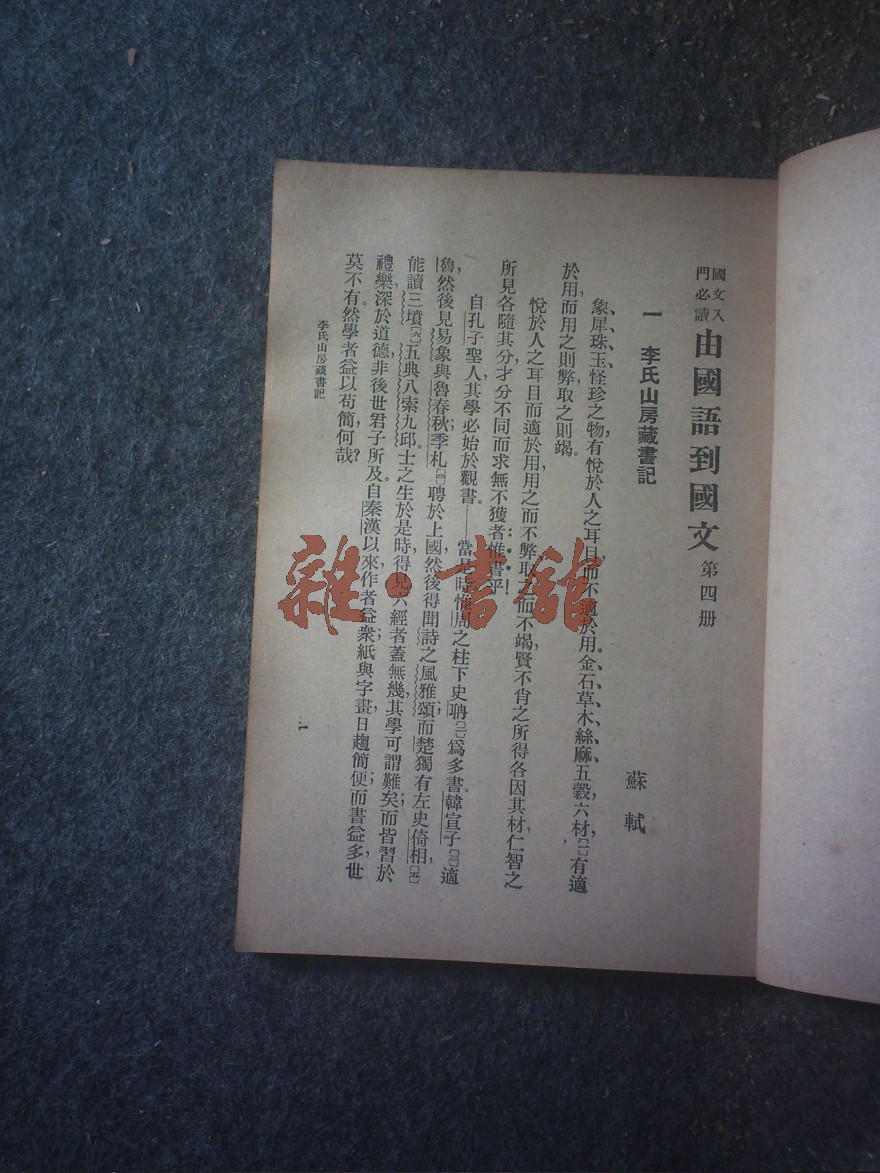 國文入
門必讀
由國語到國文 第四册
一 李氏山房藏書記
蘇軾
象、犀、珠、玉、怪珍之物,有悅於人之耳目,而不適於用。金、石、草、木、絲、麻、五穀、六材,〔一〕有適
於用,而用之則弊,取之則竭。
悅於人之耳目,而適於用,用之而不弊,取之而不竭,賢不肖之所得,各因其材,仁智之
所見,各隨其分,才分不同,而求無不獲者,惟書乎!
自孔子聖人,其學必始於觀書。——當是時,惟周之柱下史聃〔二〕爲多書。韓宣子〔三〕適
魯,然後見易象與魯春秋;季札〔四〕聘於上國,然後得聞詩之風雅頌;而楚獨有左史倚相,〔五〕
能讀三墳〔六〕五典八索九邱。士之生於是時,得見六經者蓋無幾,其學可謂難矣;而皆習於
禮樂,深於道德,非後世君子所及。自秦漢以來,作者益衆,紙與字畫,日趨簡便;而書益多,世
莫不有。然學者益以苟簡,何哉?
李氏山房藏書記
1
雜·書舘